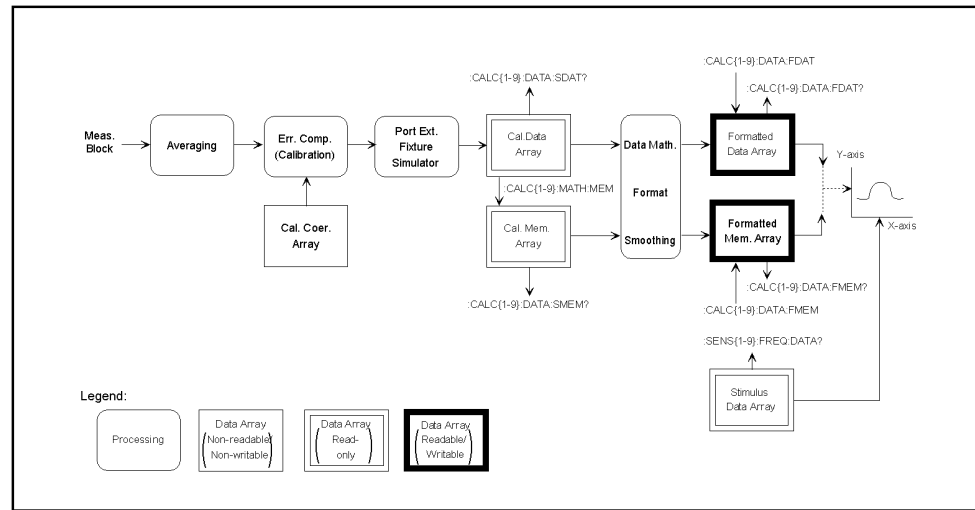 :CALC{1-9}:DATA:FDAT
:CALC{1-9}:DATA:SDAT?
:CALC{1-9}:DATA:FDAT?
Meas.
Block
Averaging
Err. Comp.
(Calibration)
Port Ext.
Fixture
Simulator
Cal.Data
Array
Data Math.
Format
Smoothing
Formatted
Data Array
Y-axis
X-axis
:CALC{1-9}:MATH:MEM
Cal. Coer.
Array
Cal. Mem.
Array
Formatted
Mem. Array
:CALC{1-9}:DATA:SMEM?
:CALC{1-9}:DATA:FMEM?
:CALC{1-9}:DATA:FMEM
:SENS{1-9}:FREQ:DATA?
Stimulus
Data Array
Legend:
Processing
Data Array
(Non-readable/
Non-writable)
Data Array
(Read-
only)
Data Array
(Readable/
Writable)